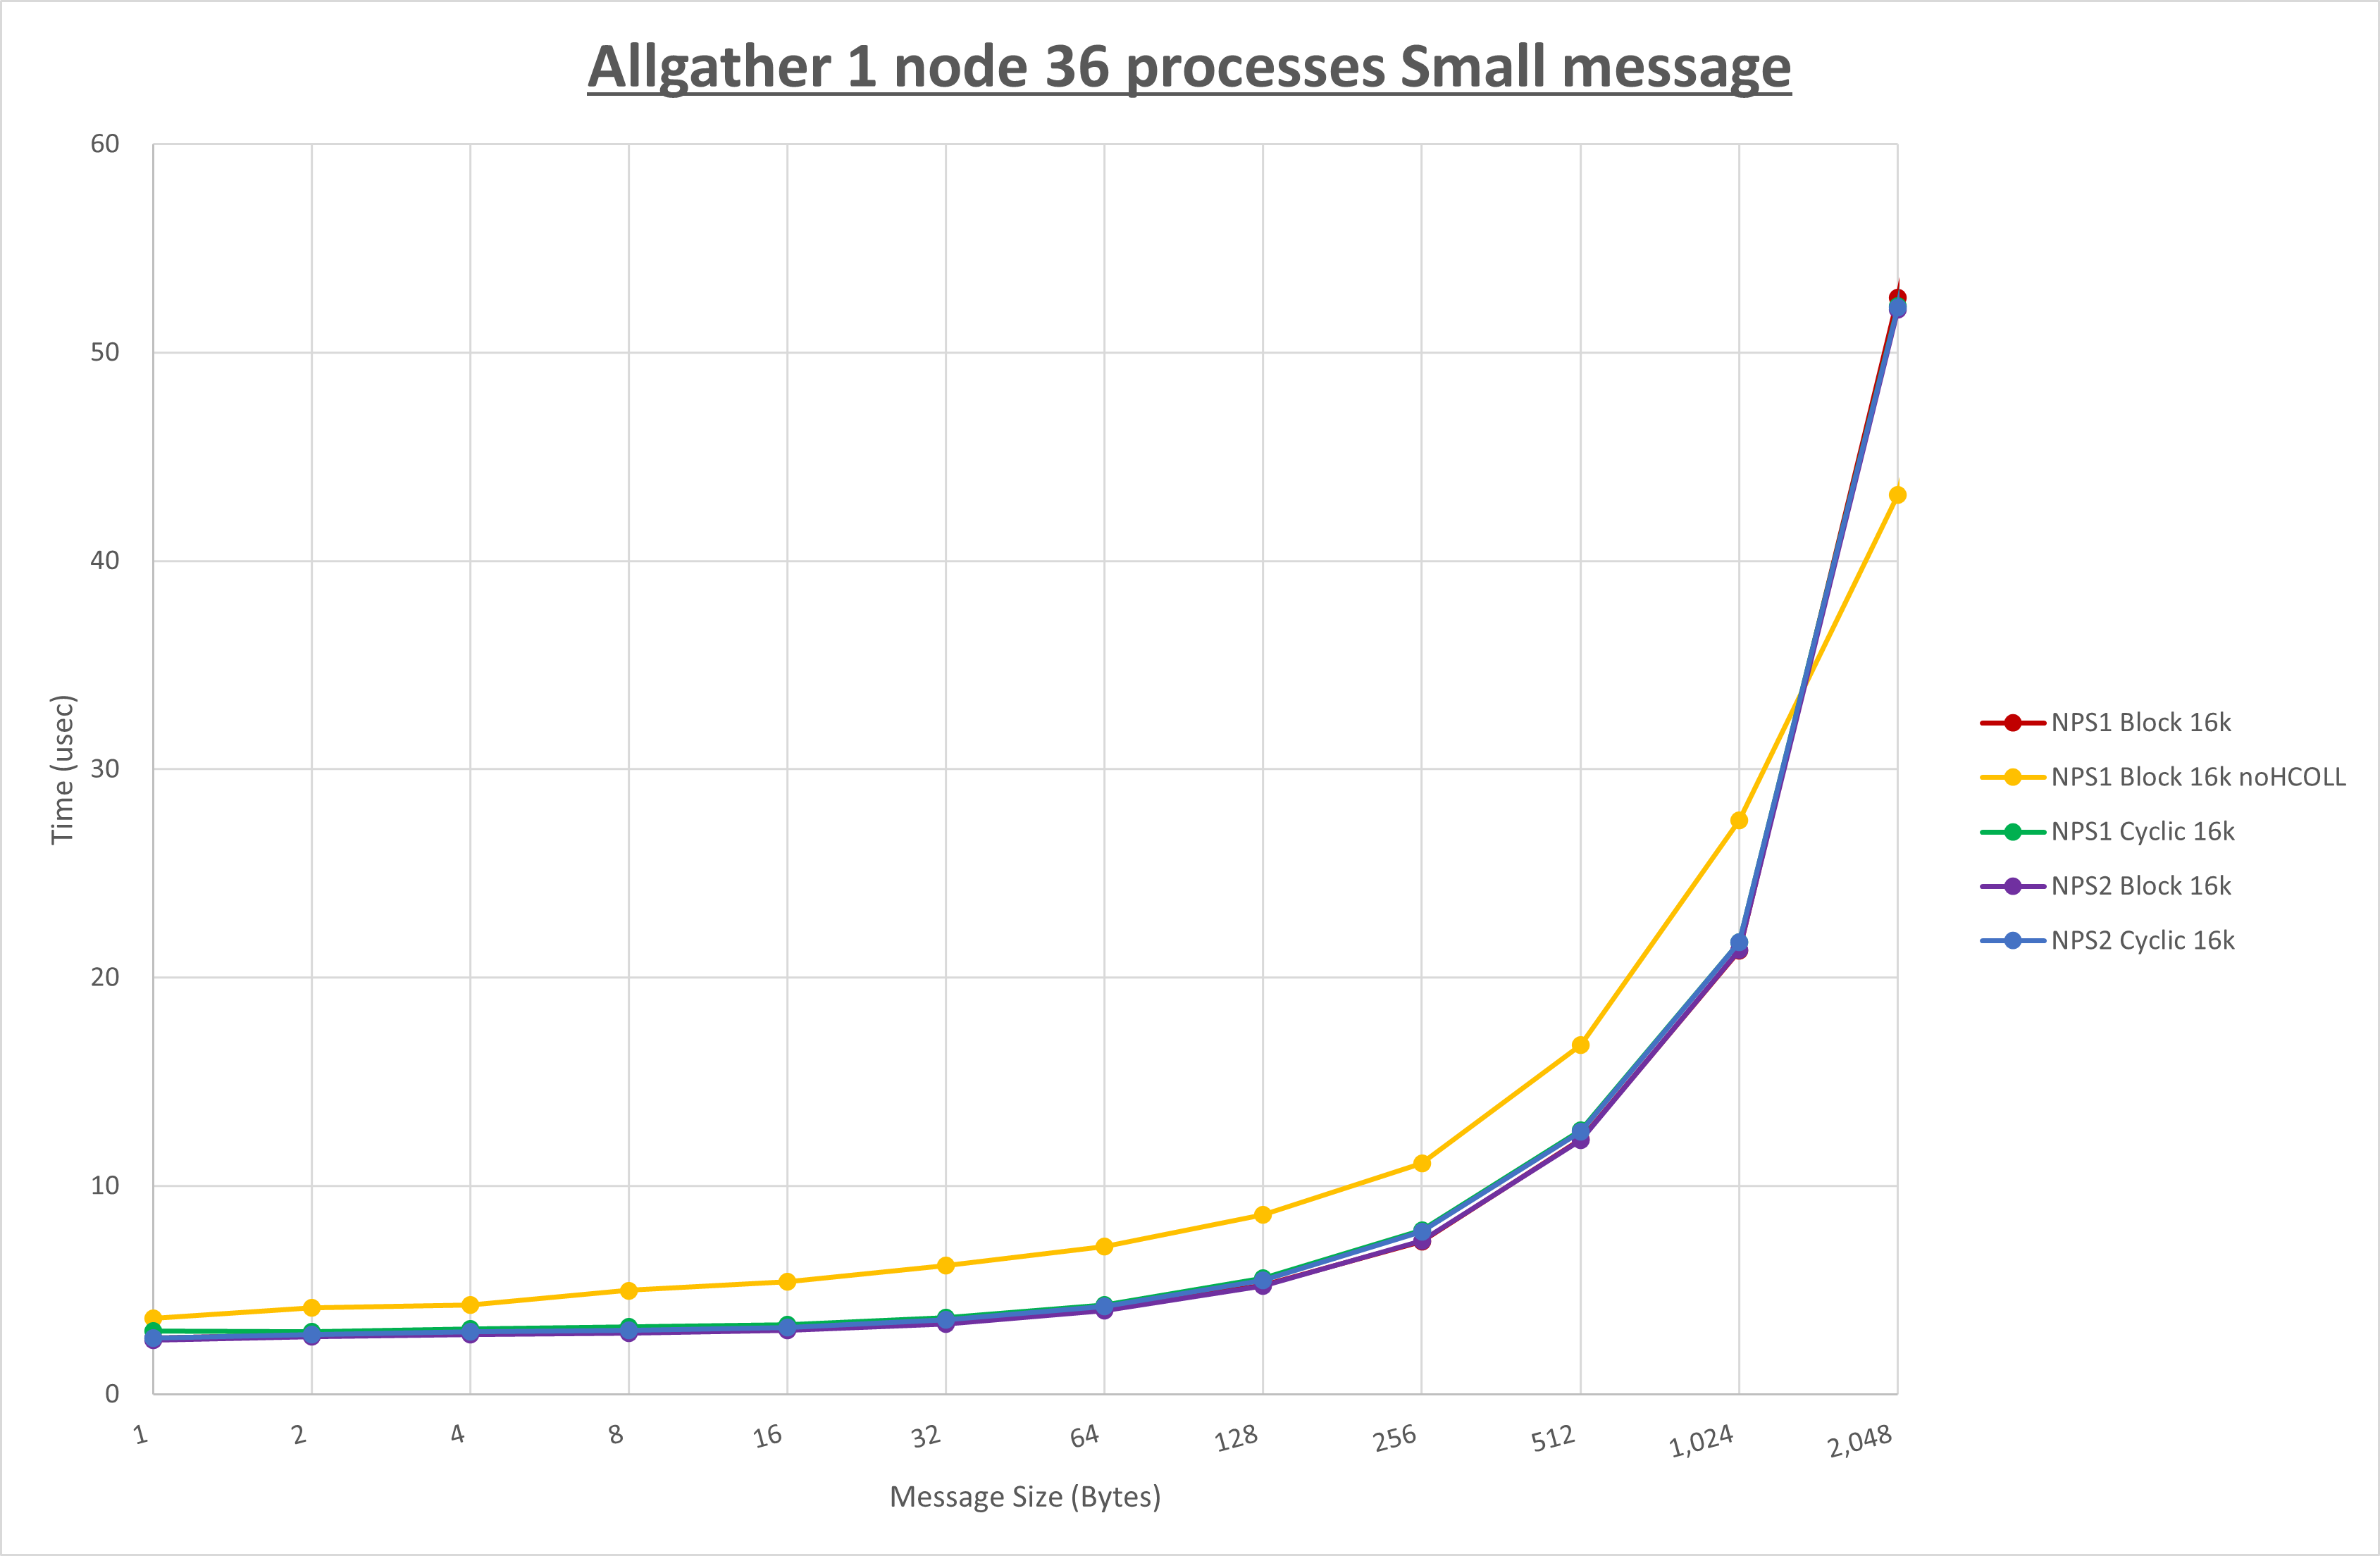 Allgather 1 node 36 processes Small message
60
50
40
30
20
10
0
Time (usec)
1
2
4
8
16
32
64
128
256
512
1,024
2,048
Message Size (Bytes)
NPS1 Block 16k
NPS1 Block 16k noHCOLL
NPS1 Cyclic 16k
NPS2 Block 16k
NPS2 Cyclic 16k